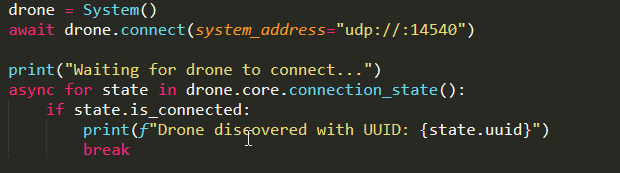 drone = System()
await drone.connect(system_address="udp://:14540")
print("Waiting for drone to connect...")
async for state in drone.core.connection_state():
if state.is_connected:
print(f"Drone discovered with UUID: {state.uuid}")
break